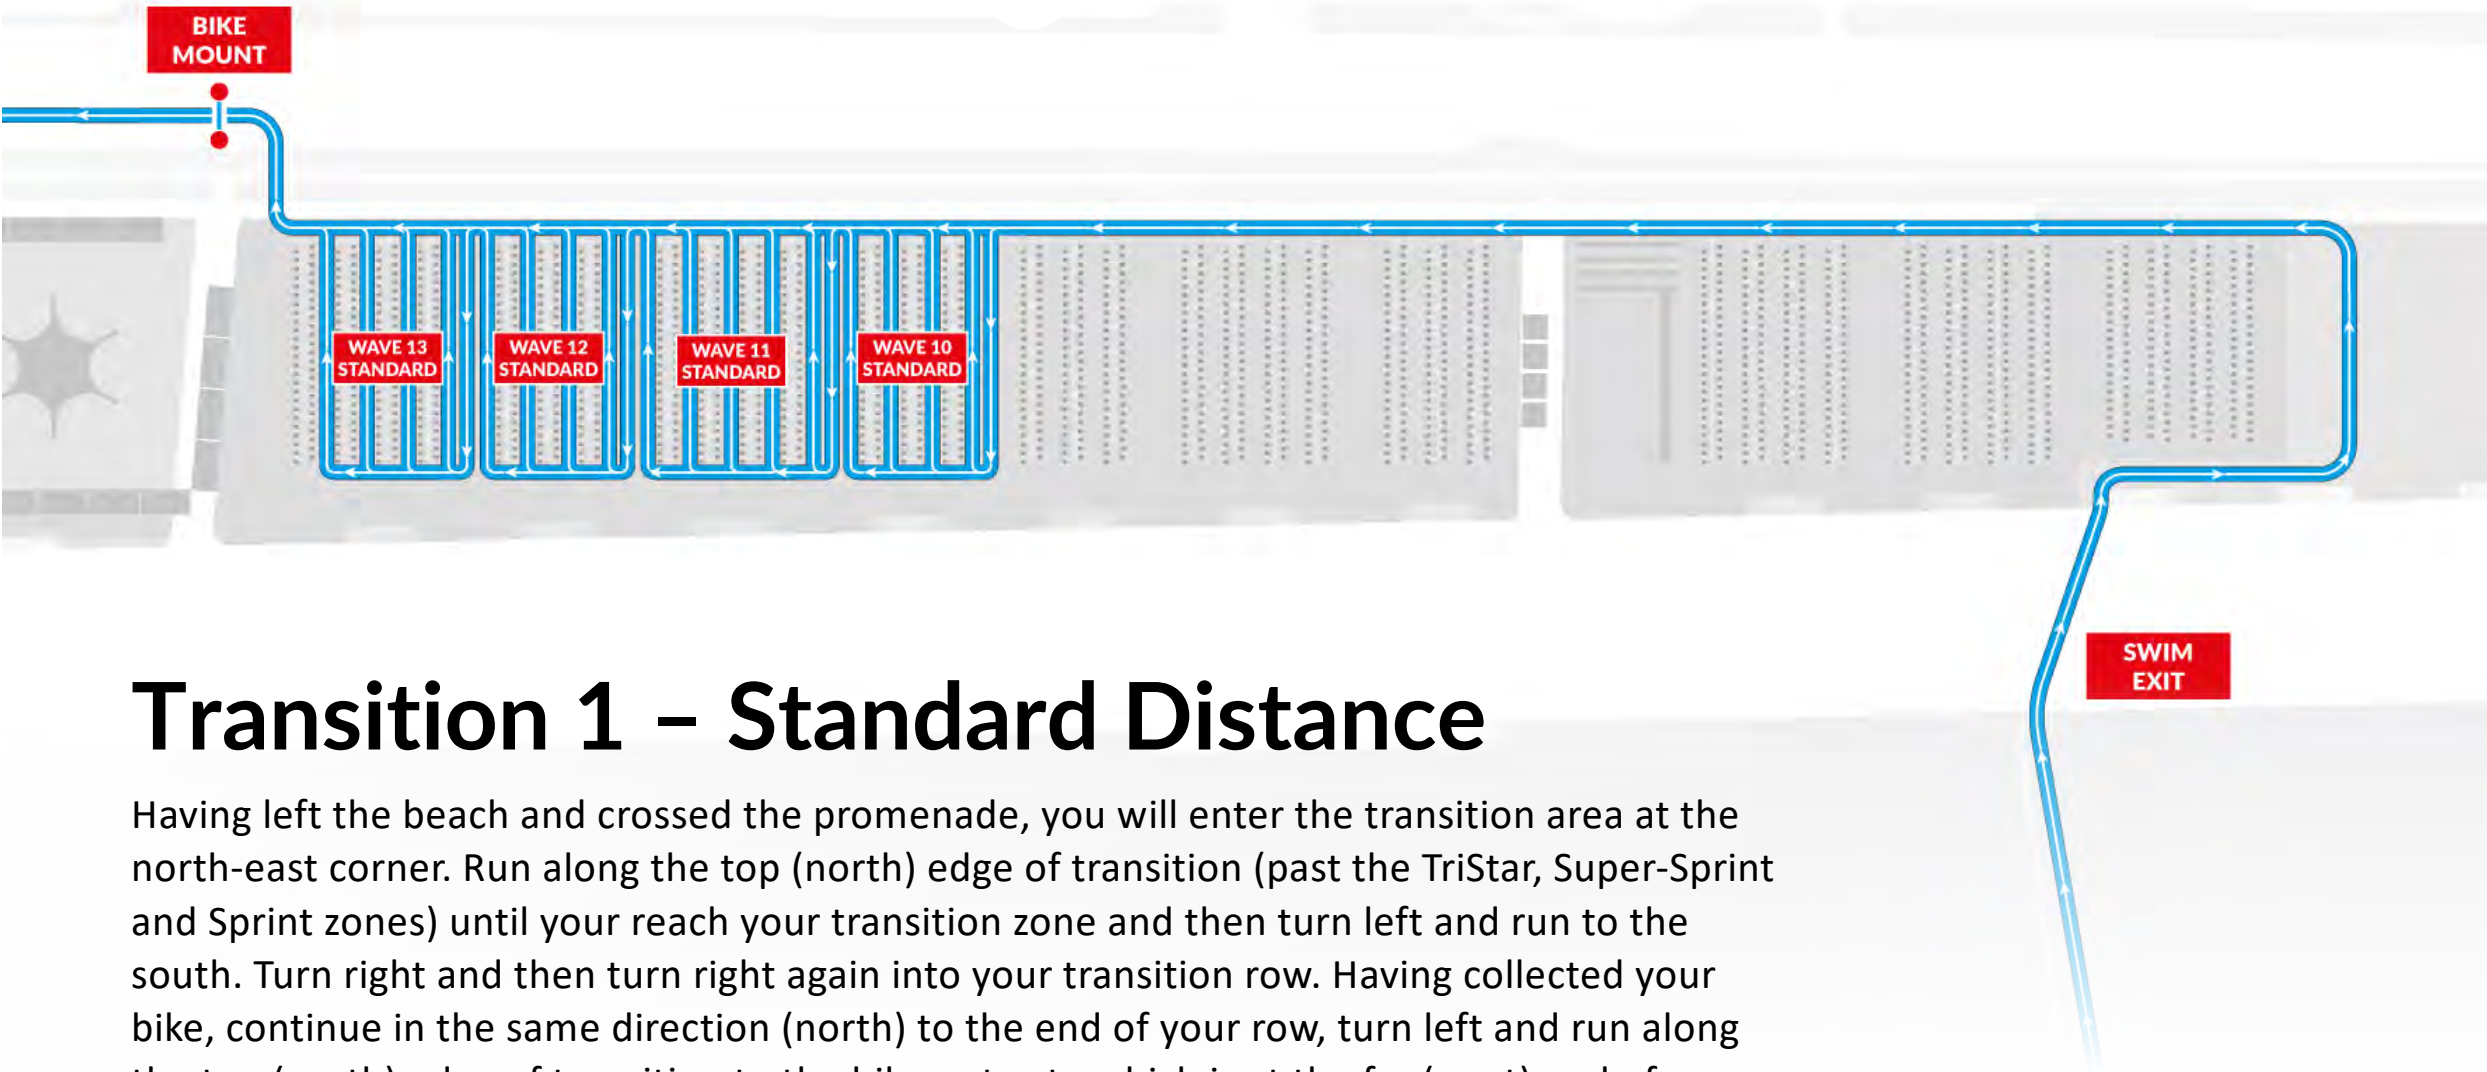 BIKE
MOUNT
WAVE 13
STANDARD
WAVE 12
STANDARD
WAVE 11
STANDARD
WAVE 10
STANDARD
SWIM
EXIT
Transition 1 – Standard Distance
Having left the beach and crossed the promenade, you will enter the transition area at the
north-east corner. Run along the top (north) edge of transition (past the TriStar, Super-Sprint
and Sprint zones) until your reach your transition zone and then turn left and run to the
south. Turn right and then turn right again into your transition row. Having collected your
bike, continue in the same direction (north) to the end of your row, turn left and run along